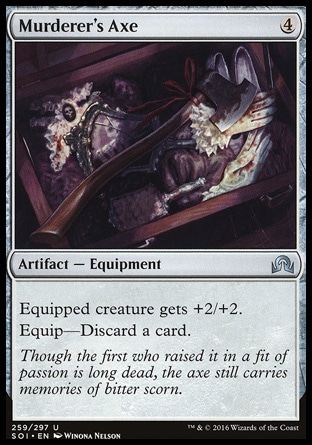 Murderer's Axe 4
Artifact — Equipment
Equipped creature gets +2/+2.
Equip—Discard a card.
Though the first who raised it in a fit of
passion is long dead, the axe still carries
memories of bitter scorn.
259/297 U
SOI • EN Winona Nelson ™ & © 2016 Wizards of the Coast